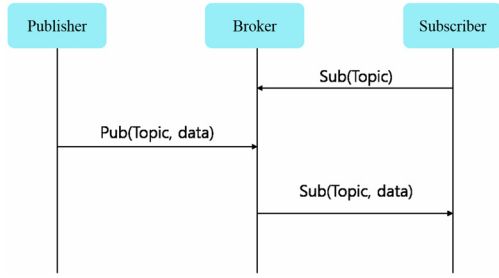 Publisher
Broker
Subscriber
Sub(Topic)
Pub(Topic, data)
Sub(Topic, data)